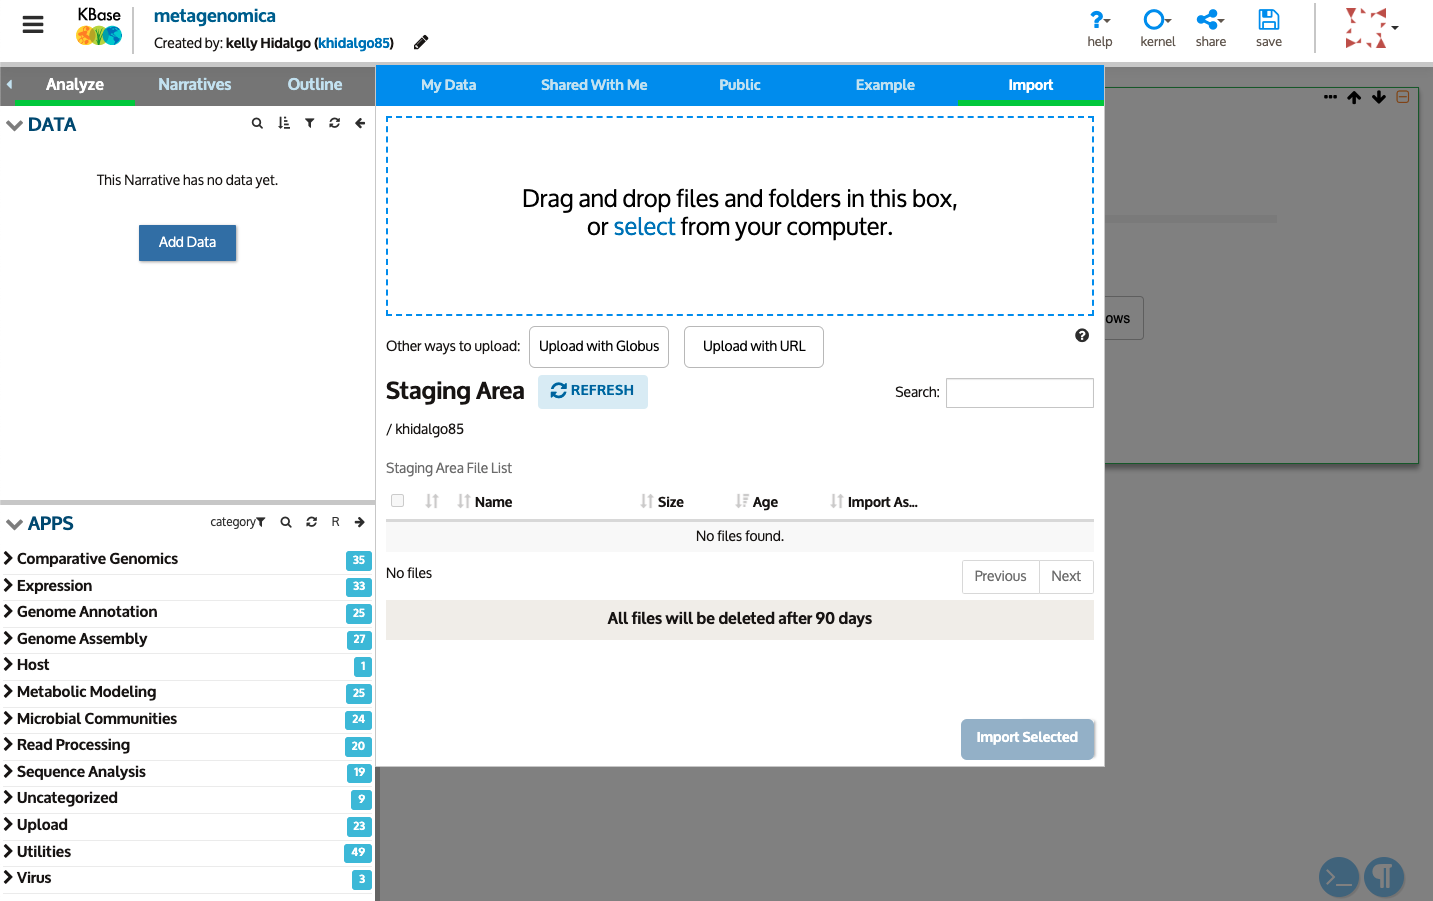 KBase
metagenomica
Created by: kelly Hidalgo (khidalgo85)
help
kernel
share
save
Analyze
Narratives
Outline
My Data
Shared With Me
Public
Example
Import
DATA
This Narrative has no data yet.
Add Data
Drag and drop files and folders in this box,
or select from your computer.
Other ways to upload:
Upload with Globus
Upload with URL
Staging Area
REFRESH
Search:
/ khidalgo85
Staging Area File List
Name
Size
Age
Import As...
No files found.
No files
Previous
Next
All files will be deleted after 90 days
Import Selected
ows
APPS
category
R
Comparative Genomics 35
Expression 33
Genome Annotation 25
Genome Assembly 27
Host 1
Metabolic Modeling 25
Microbial Communities 24
Read Processing 20
Sequence Analysis 19
Uncategorized 9
Upload 23
Utilities 49
Virus 3